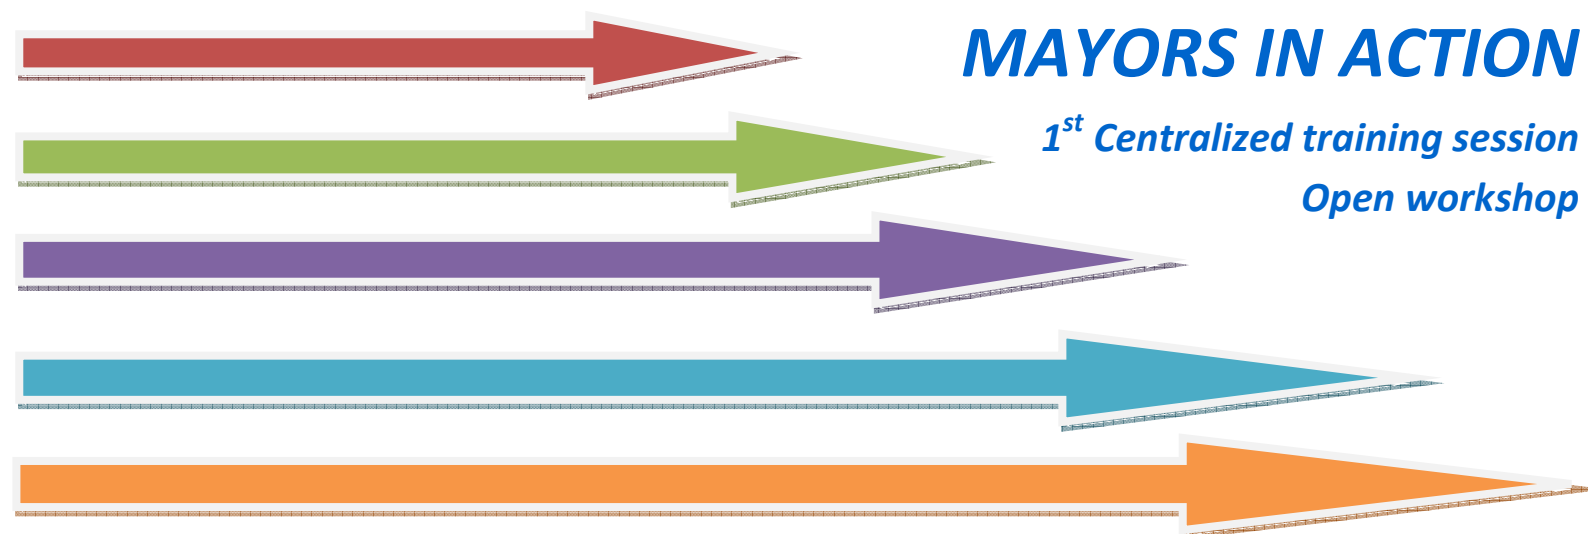 MAYORS IN ACTION
1st Centralized training session
Open workshop